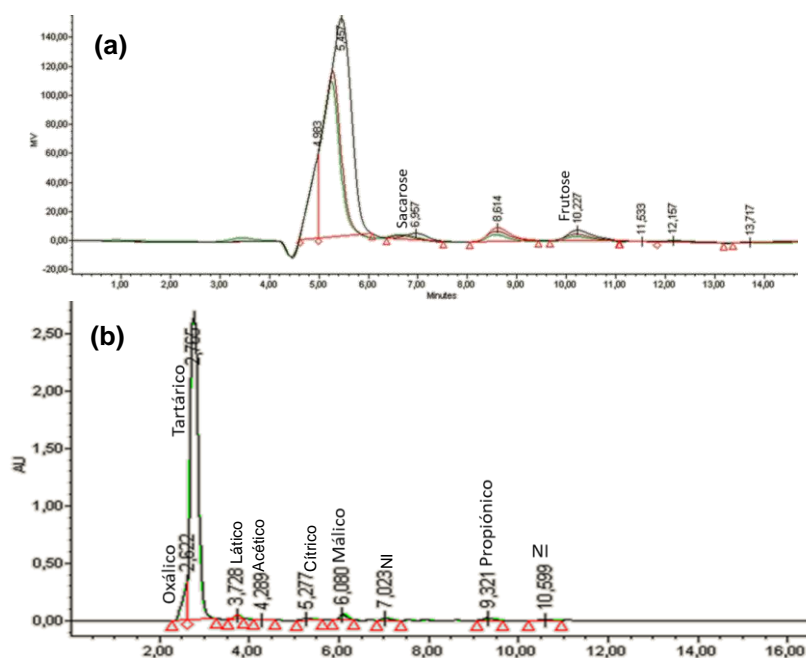 (a)
140,00
120,00
100,00
80,00
60,00
40,00
20,00
0,00
-20,00
MV
4,983
5,457
Sacarose
6,957
8,614
Frutose
10,227
11,533
12,157
13,717
1,00 2,00 3,00 4,00 5,00 6,00 7,00 8,00 9,00 10,00 11,00 12,00 13,00 14,00
Minutes
(b)
2,50
2,00
1,50
1,00
0,50
0,00
AU
Oxálico
2,622
Tartárico
2,765
3,728 Lático
4,289 Acético
5,277 Cítrico
6,080 Málico
7,023 NI
9,321 Propiónico
10,599
NI
2,00 4,00 6,00 8,00 10,00 12,00 14,00 16,00